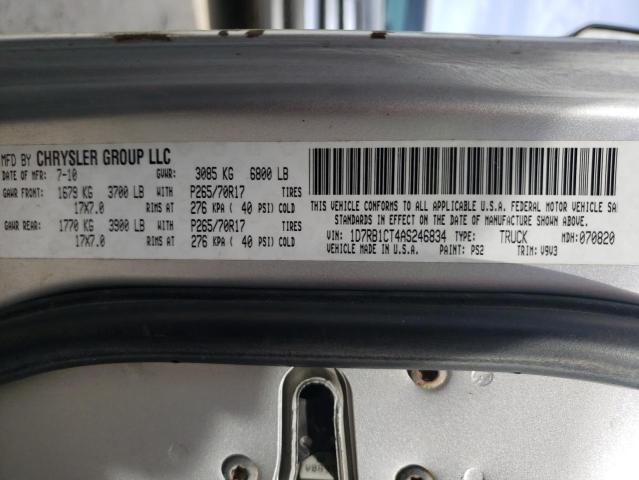 MFD BY CHRYSLER GROUP LLC
DATE OF MFR: 7-10 GVWR: 3085 KG 6800 LB
GAWR FRONT: 1679 KG 3700 LB WITH P265/70R17 TIRES
17X7.0 RIMS AT 276 KPA ( 40 PSI) COLD
GAWR REAR: 1770 KG 3900 LB WITH P265/70R17 TIRES
17X7.0 RIMS AT 276 KPA ( 40 PSI) COLD
THIS VEHICLE CONFORMS TO ALL APPLICABLE U.S.A. FEDERAL MOTOR VEHICLE SA
STANDARDS IN EFFECT ON THE DATE OF MANUFACTURE SHOWN ABOVE.
VIN: 1D7RB1CT4AS246834 TYPE: TRUCK MDH: 070820
VEHICLE MADE IN U.S.A. PAINT: PS2 TRIM: V9V3